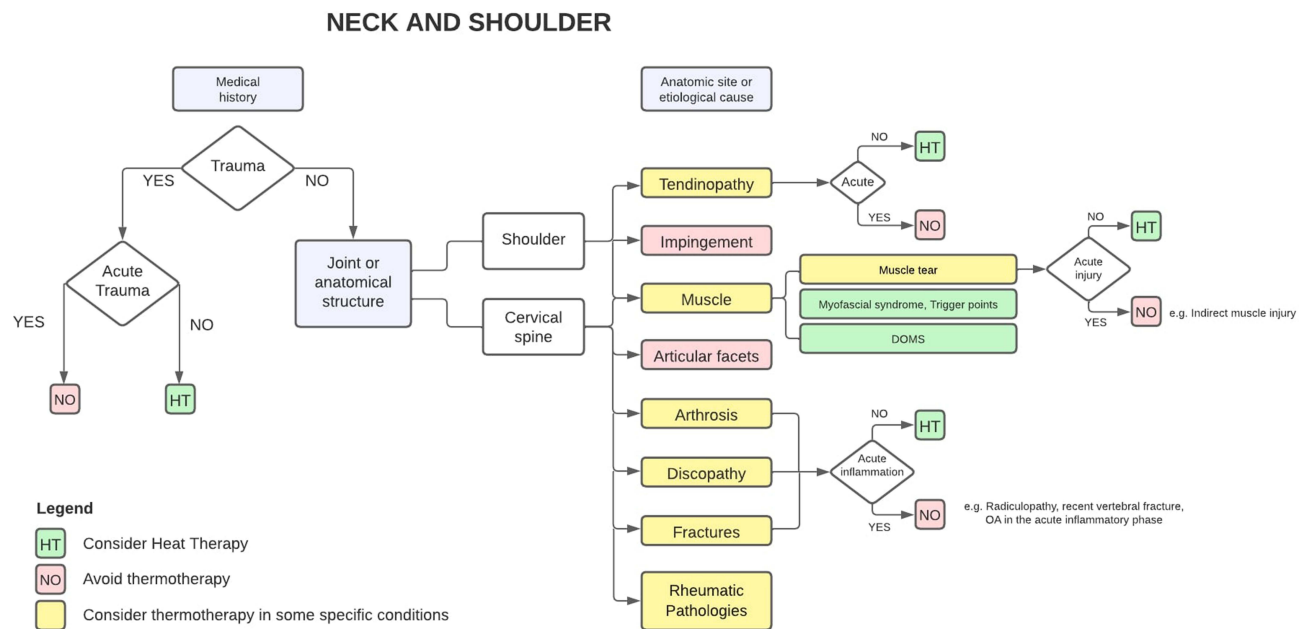 NECK AND SHOULDER
Medical
history
Anatomic site or
etiological cause
Trauma
YES
NO
Acute
Trauma
YES
NO
NO
HT
Joint or
anatomical
structure
Shoulder
Cervical
spine
Tendinopathy
Acute
NO
HT
YES
NO
Impingement
Muscle
Muscle tear
Myofascial syndrome, Trigger points
DOMS
Acute
injury
NO
HT
YES
NO
e.g. Indirect muscle injury
Articular facets
Arthrosis
Discopathy
Fractures
Acute
inflammation
NO
HT
YES
NO
e.g. Radiculopathy, recent vertebral fracture,
OA in the acute inflammatory phase
Rheumatic
Pathologies
Legend
HT Consider Heat Therapy
NO Avoid thermotherapy
Consider thermotherapy in some specific conditions